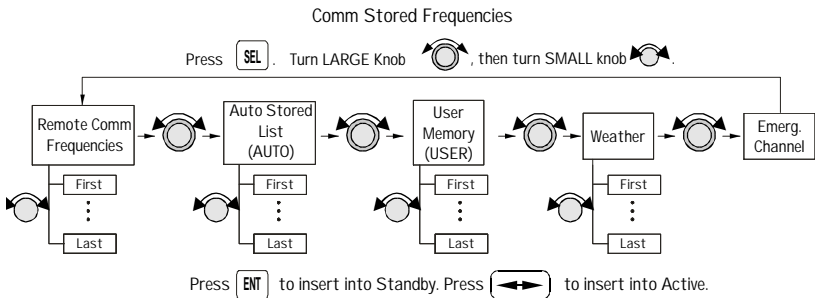 Comm Stored Frequencies
Press SEL. Turn LARGE Knob , then turn SMALL knob .
Remote Comm
Frequencies
Auto Stored
List
(AUTO)
User
Memory
(USER)
Weather
Emerg.
Channel
First
Last
First
Last
First
Last
First
Last
Press ENT to insert into Standby. Press to insert into Active.